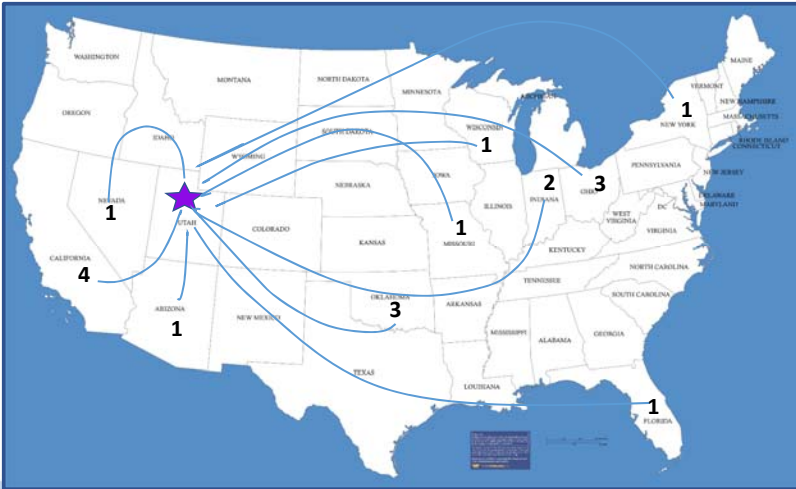 WASHINGTON
MAINE
MONTANA
NORTH DAKOTA
MINNESOTA
VERMONT
MICHIGAN
NEW HAMPSHIRE
1
OREGON
MASSACHUSETTS
NEW YORK
IDAHO
SOUTH DAKOTA
WISCONSIN
RHODE ISLAND
CONNECTICUT
1
WYOMING
PENNSYLVANIA
IOWA
NEW JERSEY
2
3
NEBRASKA
OHIO
DELAWARE
MARYLAND
NEVADA
INDIANA
ILLINOIS
DC
1
UTAH
1
WEST
VIRGINIA
COLORADO
VIRGINIA
KANSAS
MISSOURI
KENTUCKY
CALIFORNIA
4
NORTH CAROLINA
TENNESSEE
OKLAHOMA
SOUTH CAROLINA
ARIZONA
3
ARKANSAS
NEW MEXICO
1
MISSISSIPPI
GEORGIA
ALABAMA
TEXAS
LOUISIANA
1
FLORIDA